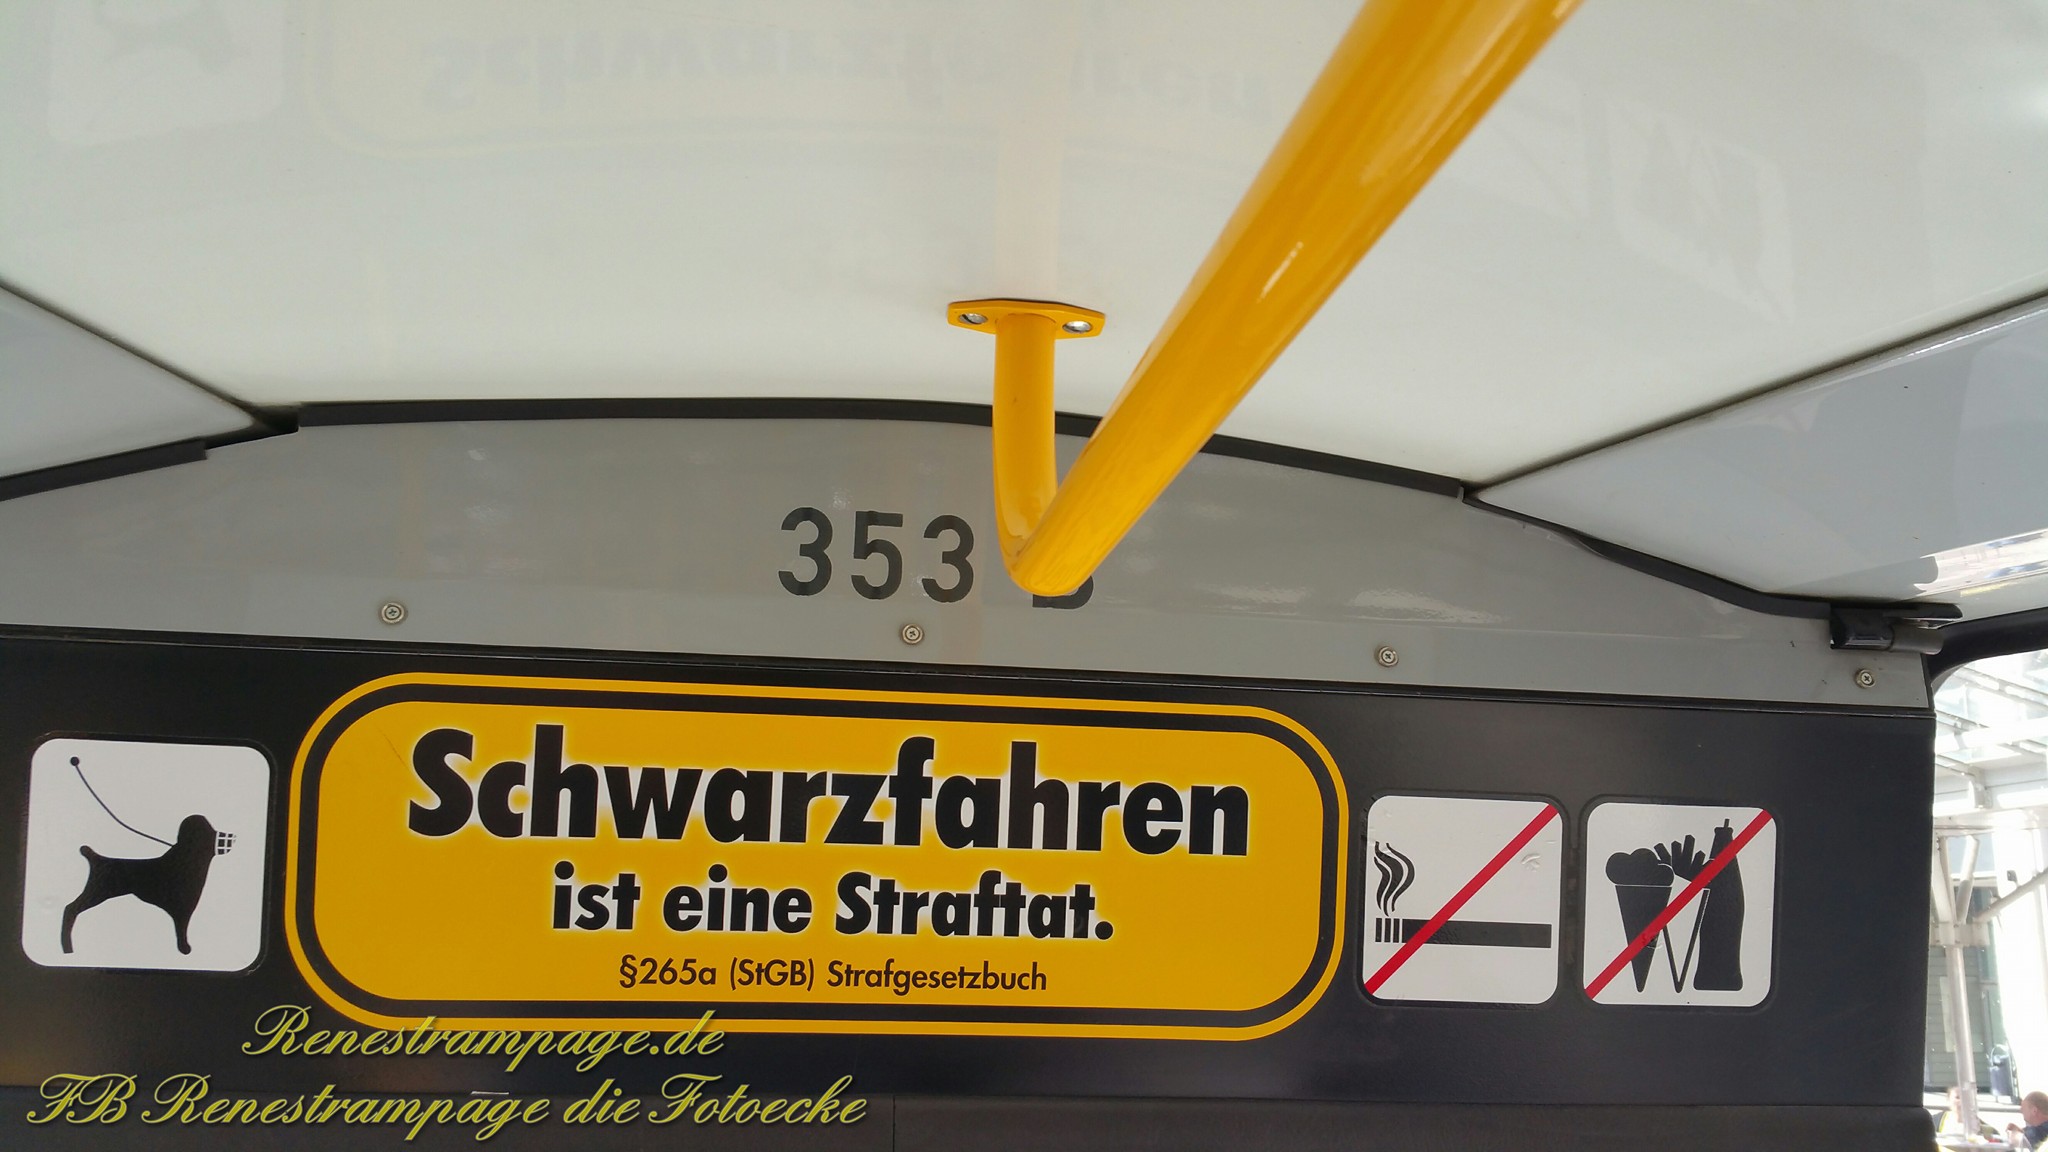 353 B
Schwarzfahren
ist eine Straftat.
§265a (StGB) Strafgesetzbuch
Renestrampage.de
FB Renestrampage die Fotoecke